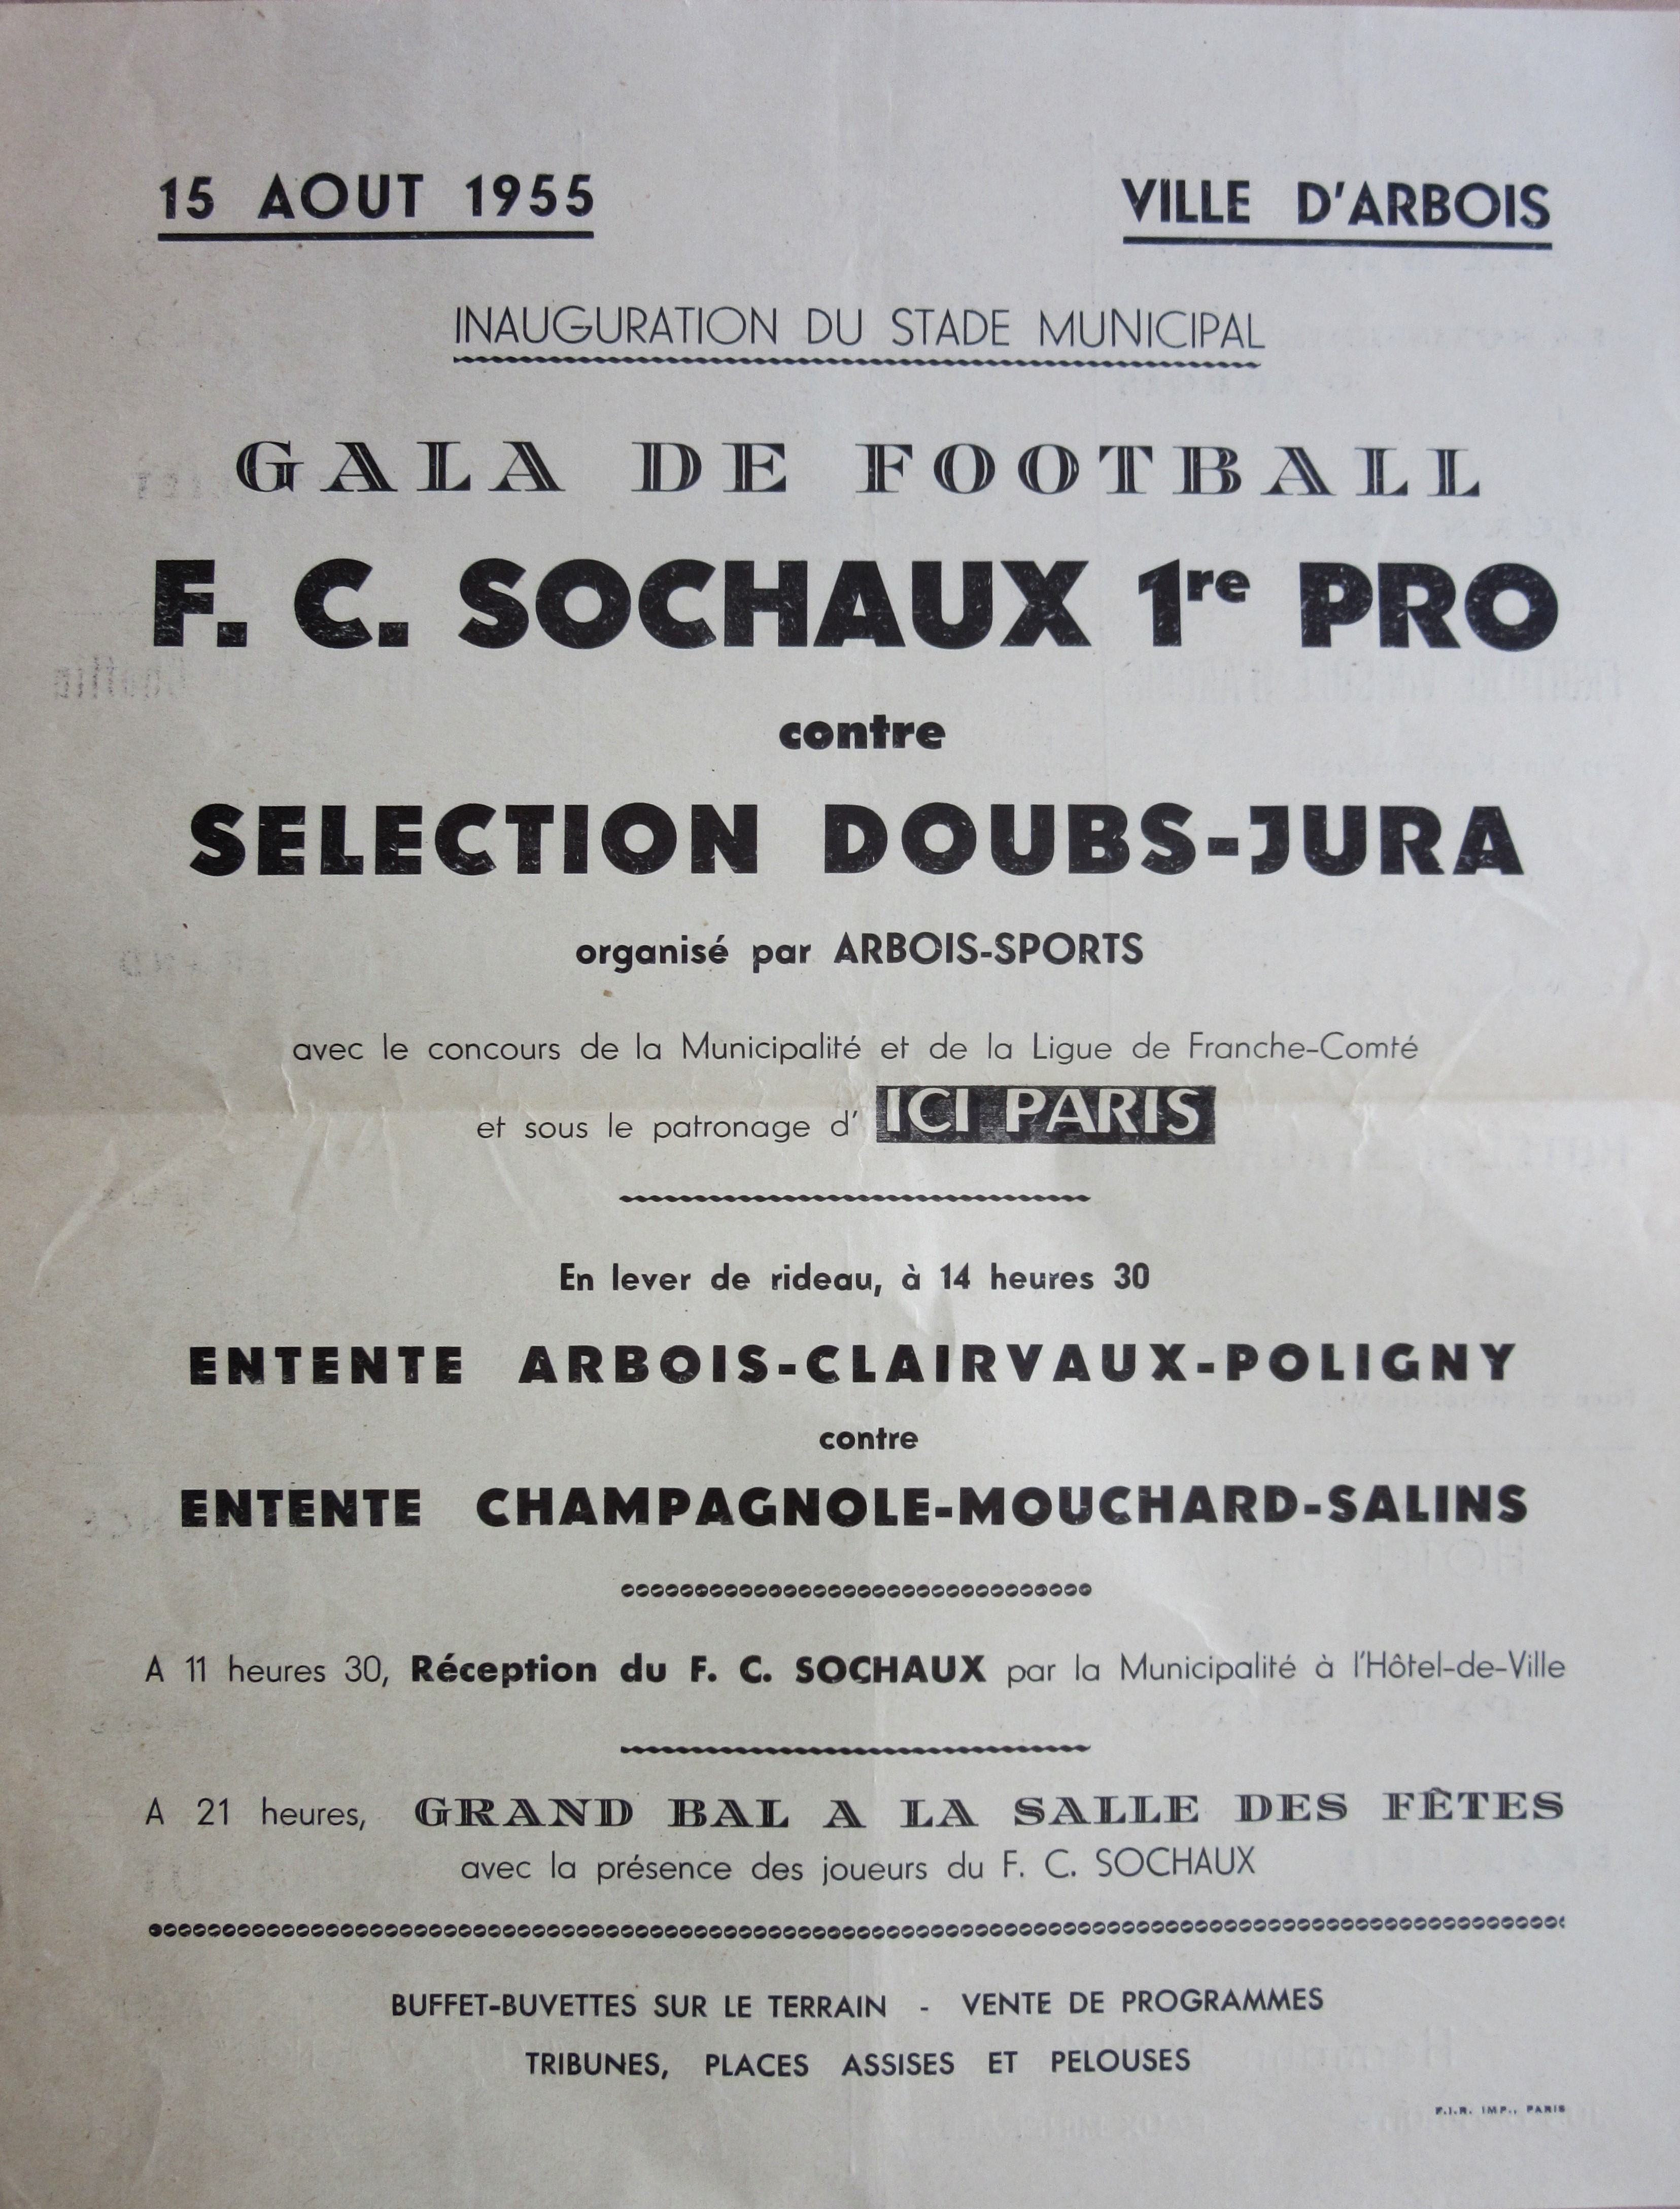 15 AOUT 1955
VILLE D'ARBOIS
INAUGURATION DU STADE MUNICIPAL
GALA DE FOOTBALL
F. C. SOCHAUX 1re PRO
contre
SELECTION DOUBS-JURA
organisé par ARBOIS-SPORTS
avec le concours de la Municipalité et de la Ligue de Franche-Comté
et sous le patronage d' ICI PARIS
En lever de rideau, à 14 heures 30
ENTENTE ARBOIS-CLAIRVAUX-POLIGNY
contre
ENTENTE CHAMPAGNOLE-MOUCHARD-SALINS
A 11 heures 30, Réception du F. C. SOCHAUX par la Municipalité à l'Hôtel-de-Ville
A 21 heures, GRAND BAL A LA SALLE DES FÊTES
avec la présence des joueurs du F. C. SOCHAUX
BUFFET-BUVETTES SUR LE TERRAIN - VENTE DE PROGRAMMES
TRIBUNES, PLACES ASSISES ET PELOUSES
F.I.R. IMP., PARIS